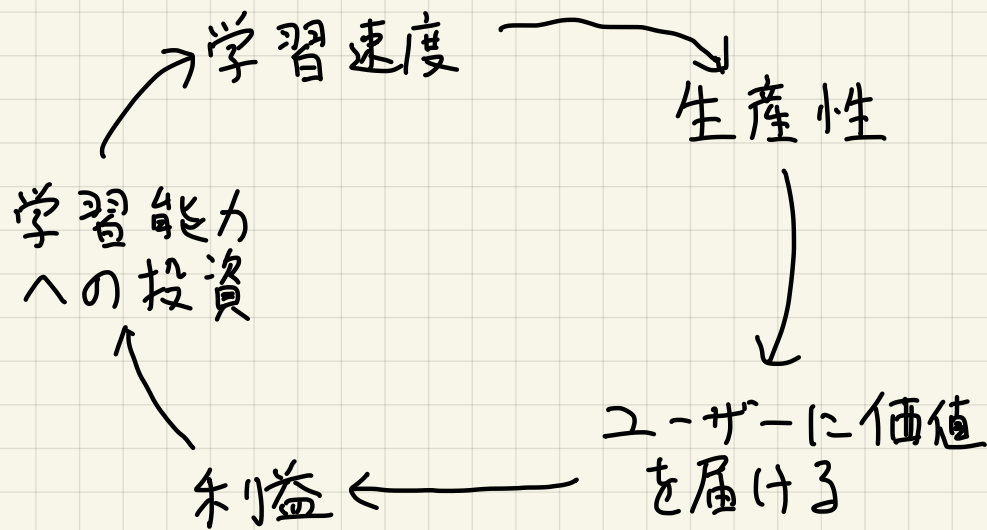 学習速度
生産性
ユーザーに価値
を届ける
利益
学習能力
への投資